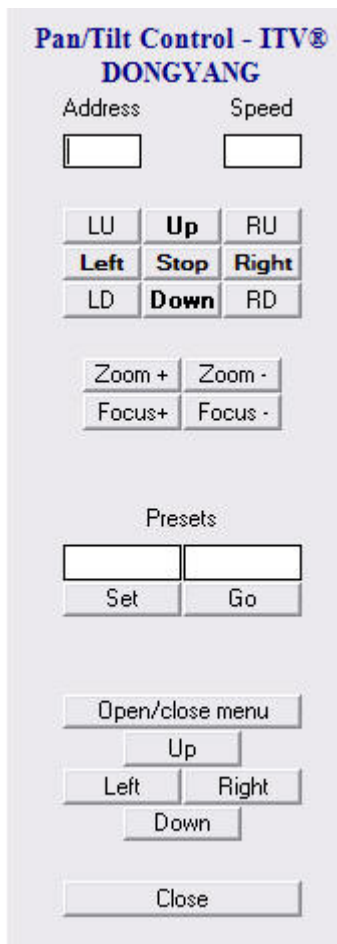 Pan/Tilt Control - ITV®
DONGYANG
Address Speed
LU Up RU
Left Stop Right
LD Down RD
Zoom + Zoom -
Focus+ Focus -
Presets
Set Go
Open/close menu
Up
Left Right
Down
Close